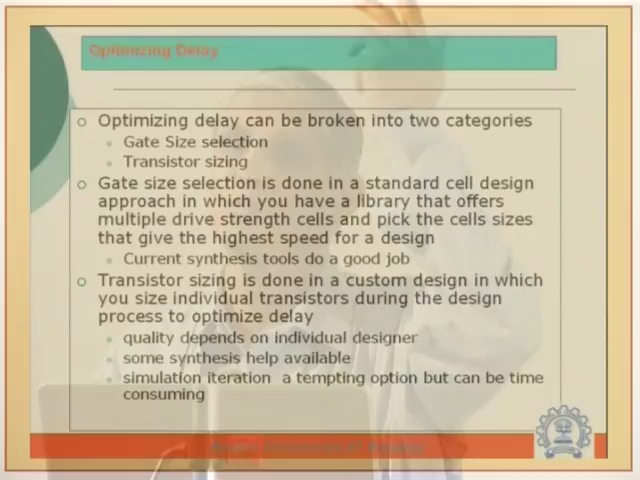 Optimizing Delay
Optimizing delay can be broken into two categories
Gate Size selection
Transistor sizing
Gate size selection is done in a standard cell design
approach in which you have a library that offers
multiple drive strength cells and pick the cells sizes
that give the highest speed for a design
Current synthesis tools do a good job
Transistor sizing is done in a custom design in which
you size individual transistors during the design
process to optimize delay
quality depends on individual designer
some synthesis help available
simulation iteration a tempting option but can be time
consuming